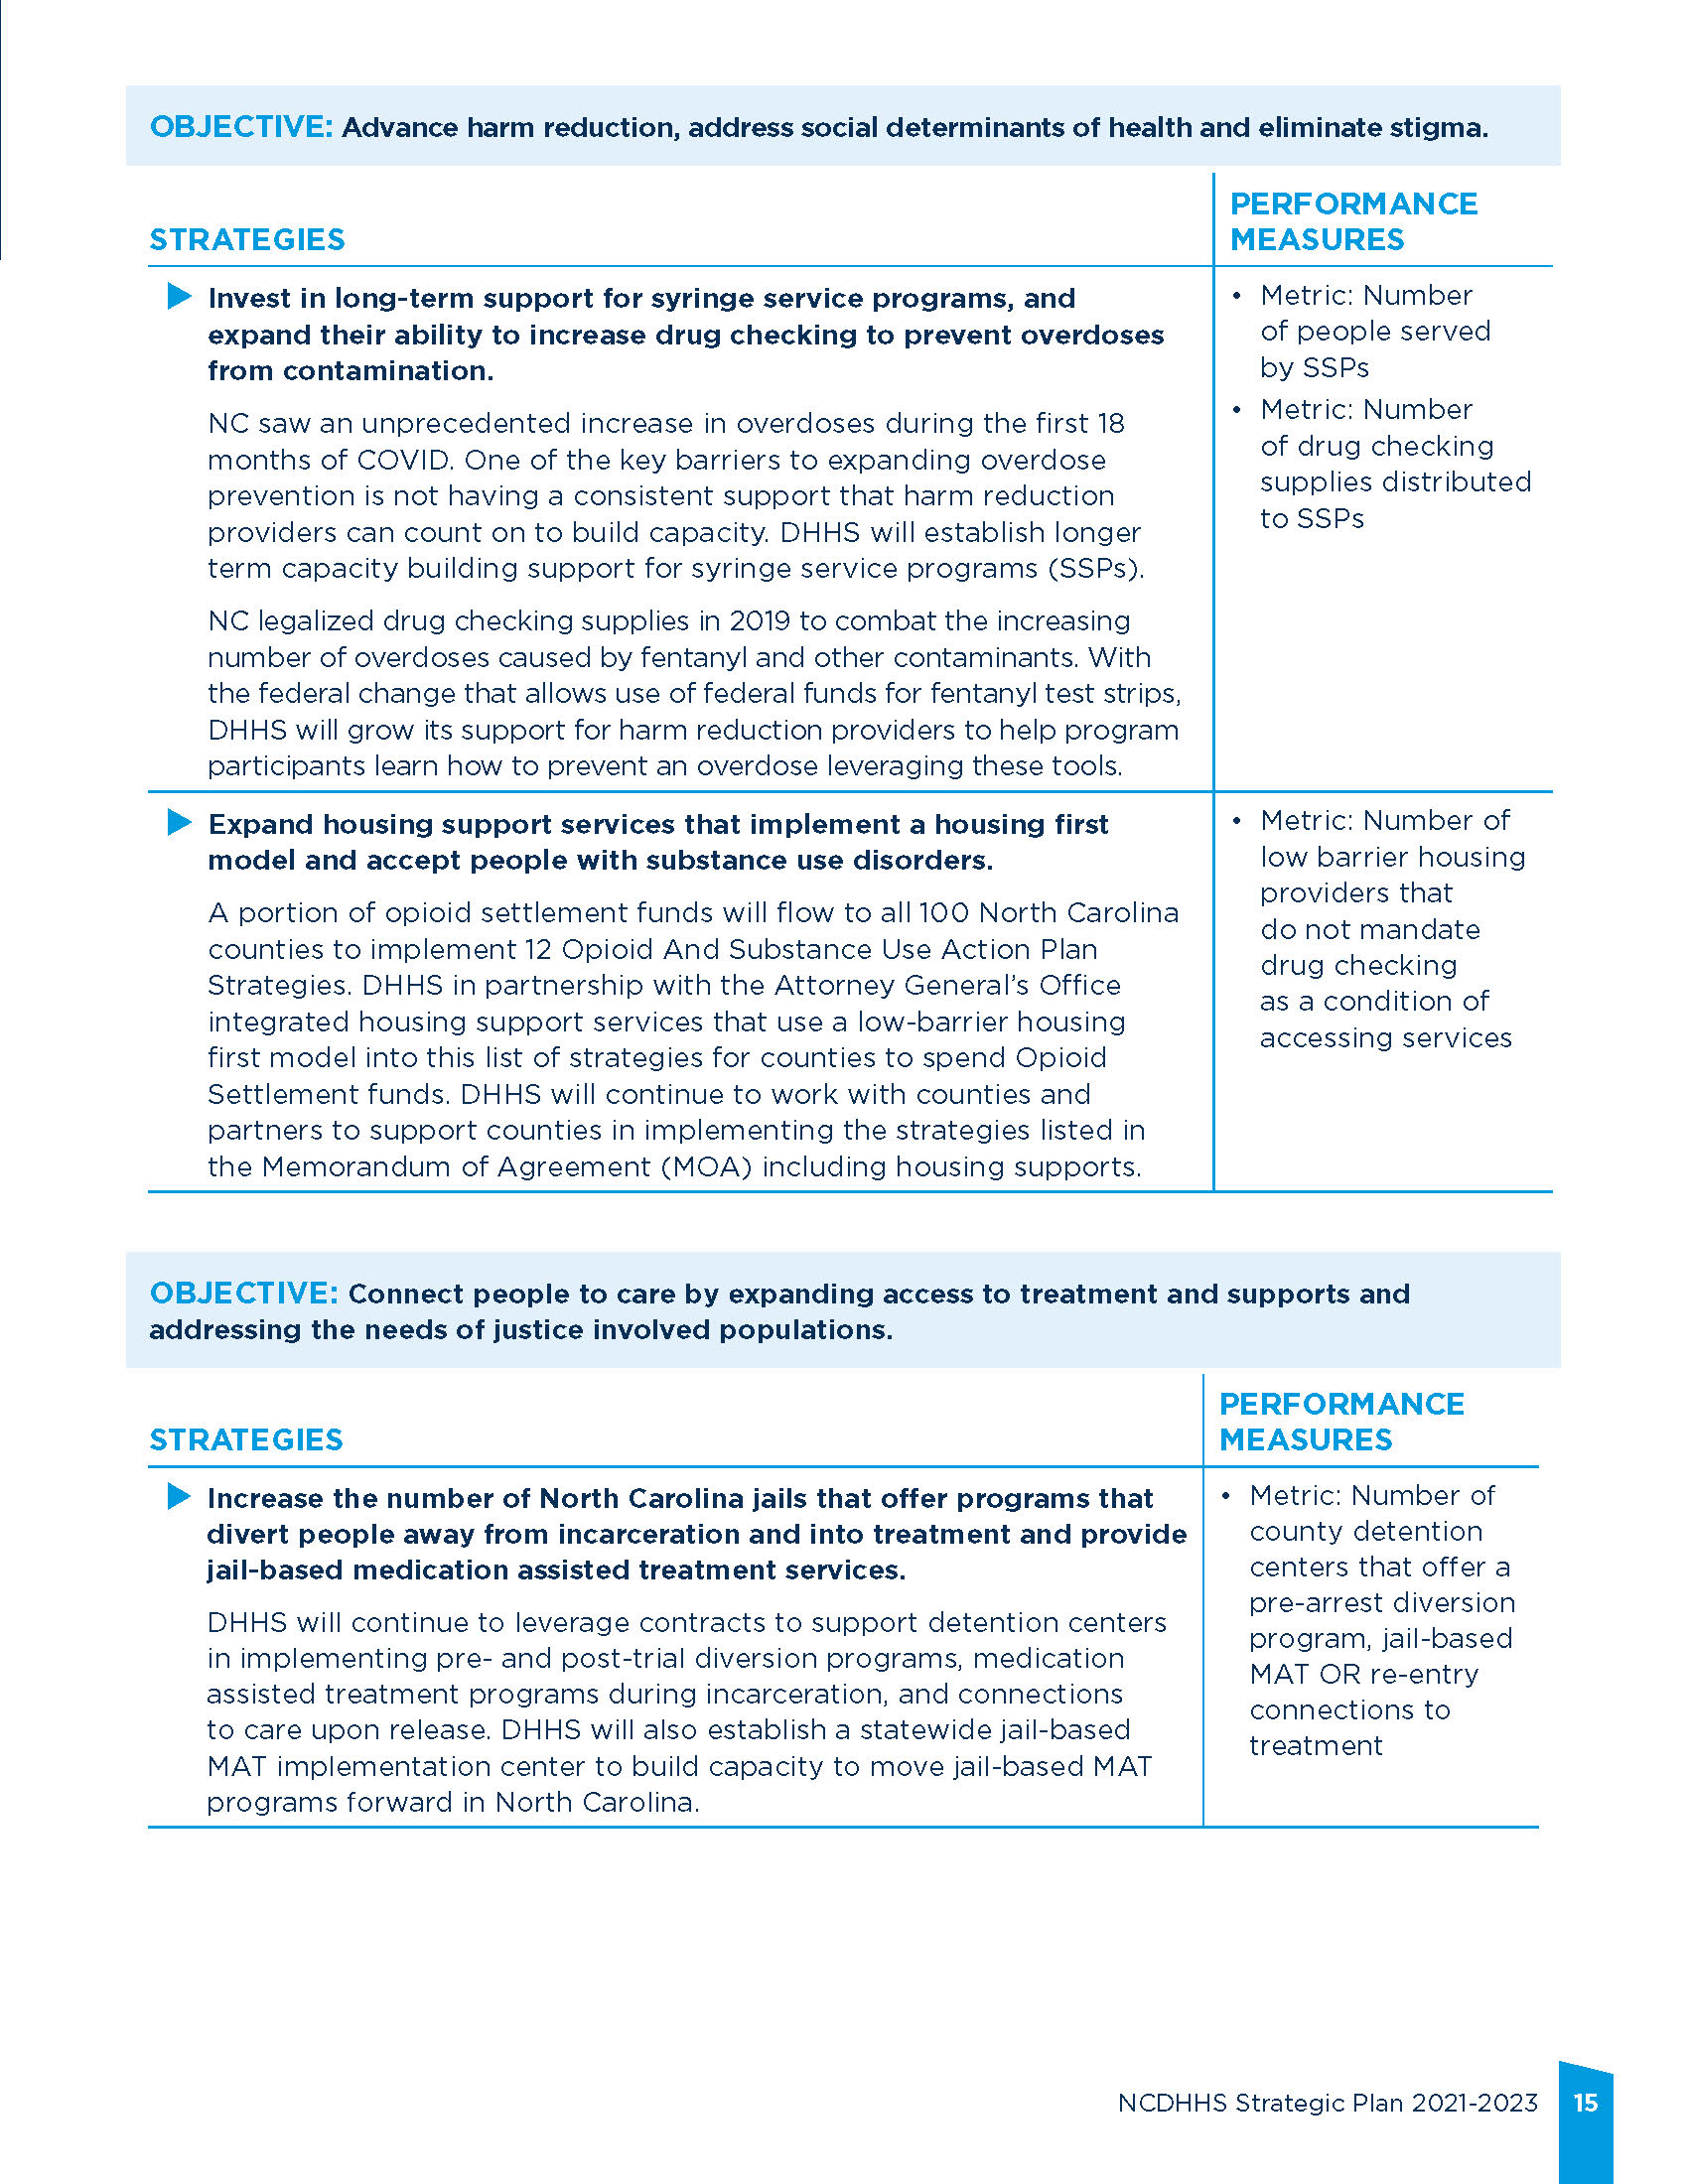 OBJECTIVE: Advance harm reduction, address social determinants of health and eliminate stigma.
STRATEGIES
PERFORMANCE
MEASURES
Invest in long-term support for syringe service programs, and
expand their ability to increase drug checking to prevent overdoses
from contamination.
NC saw an unprecedented increase in overdoses during the first 18
months of COVID. One of the key barriers to expanding overdose
prevention is not having a consistent support that harm reduction
providers can count on to build capacity. DHHS will establish longer
term capacity building support for syringe service programs (SSPs).
NC legalized drug checking supplies in 2019 to combat the increasing
number of overdoses caused by fentanyl and other contaminants. With
the federal change that allows use of federal funds for fentanyl test strips,
DHHS will grow its support for harm reduction providers to help program
participants learn how to prevent an overdose leveraging these tools.
• Metric: Number
of people served
by SSPs
• Metric: Number
of drug checking
supplies distributed
to SSPs
Expand housing support services that implement a housing first
model and accept people with substance use disorders.
A portion of opioid settlement funds will flow to all 100 North Carolina
counties to implement 12 Opioid And Substance Use Action Plan
Strategies. DHHS in partnership with the Attorney General's Office
integrated housing support services that use a low-barrier housing
first model into this list of strategies for counties to spend Opioid
Settlement funds. DHHS will continue to work with counties and
partners to support counties in implementing the strategies listed in
the Memorandum of Agreement (MOA) including housing supports.
• Metric: Number of
low barrier housing
providers that
do not mandate
drug checking
as a condition of
accessing services
OBJECTIVE: Connect people to care by expanding access to treatment and supports and
addressing the needs of justice involved populations.
STRATEGIES
PERFORMANCE
MEASURES
Increase the number of North Carolina jails that offer programs that
divert people away from incarceration and into treatment and provide
jail-based medication assisted treatment services.
DHHS will continue to leverage contracts to support detention centers
in implementing pre- and post-trial diversion programs, medication
assisted treatment programs during incarceration, and connections
to care upon release. DHHS will also establish a statewide jail-based
MAT implementation center to build capacity to move jail-based MAT
programs forward in North Carolina.
• Metric: Number of
county detention
centers that offer a
pre-arrest diversion
program, jail-based
MAT OR re-entry
connections to
treatment
NCDHHS Strategic Plan 2021-2023 15